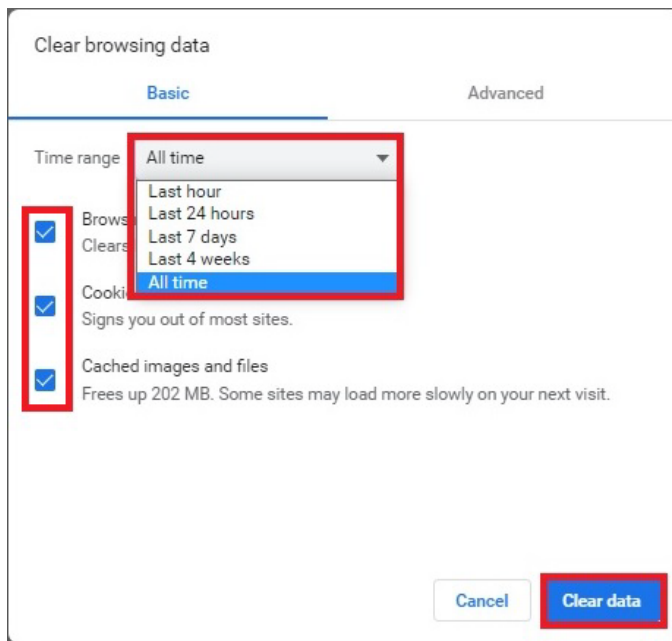 Clear browsing data
Basic Advanced
Time range All time
Last hour
Last 24 hours
Last 7 days
Last 4 weeks
All time
Clears
Signs you out of most sites.
Cached images and files
Frees up 202 MB. Some sites may load more slowly on your next visit.
Cancel Clear data